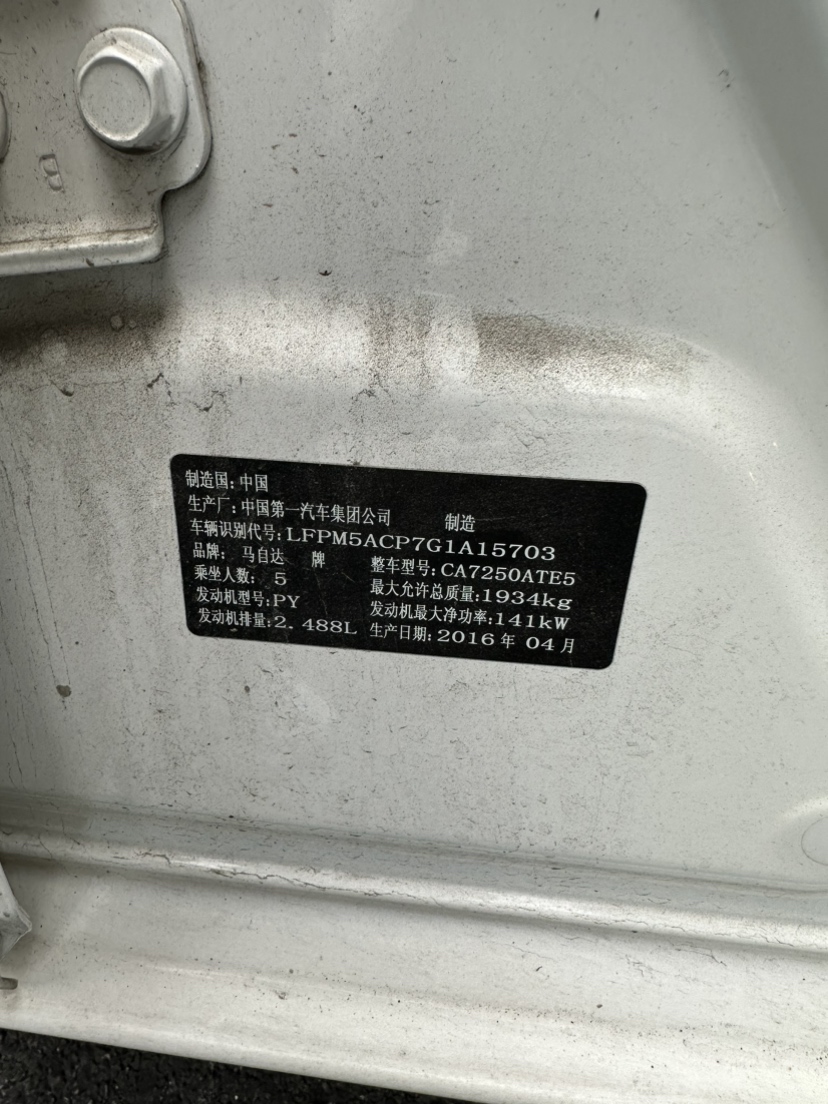 B
制造国:中国
生产厂:中国第一汽车集团公司 制造
车辆识别代号:LFPM5ACP7G1A15703
品牌: 马自达 牌 整车型号:CA7250ATE5
乘坐人数: 5 最大允许总质量:1934kg
发动机型号:PY 发动机最大净功率:141kW
发动机排量:2.488L 生产日期:2016年 04月